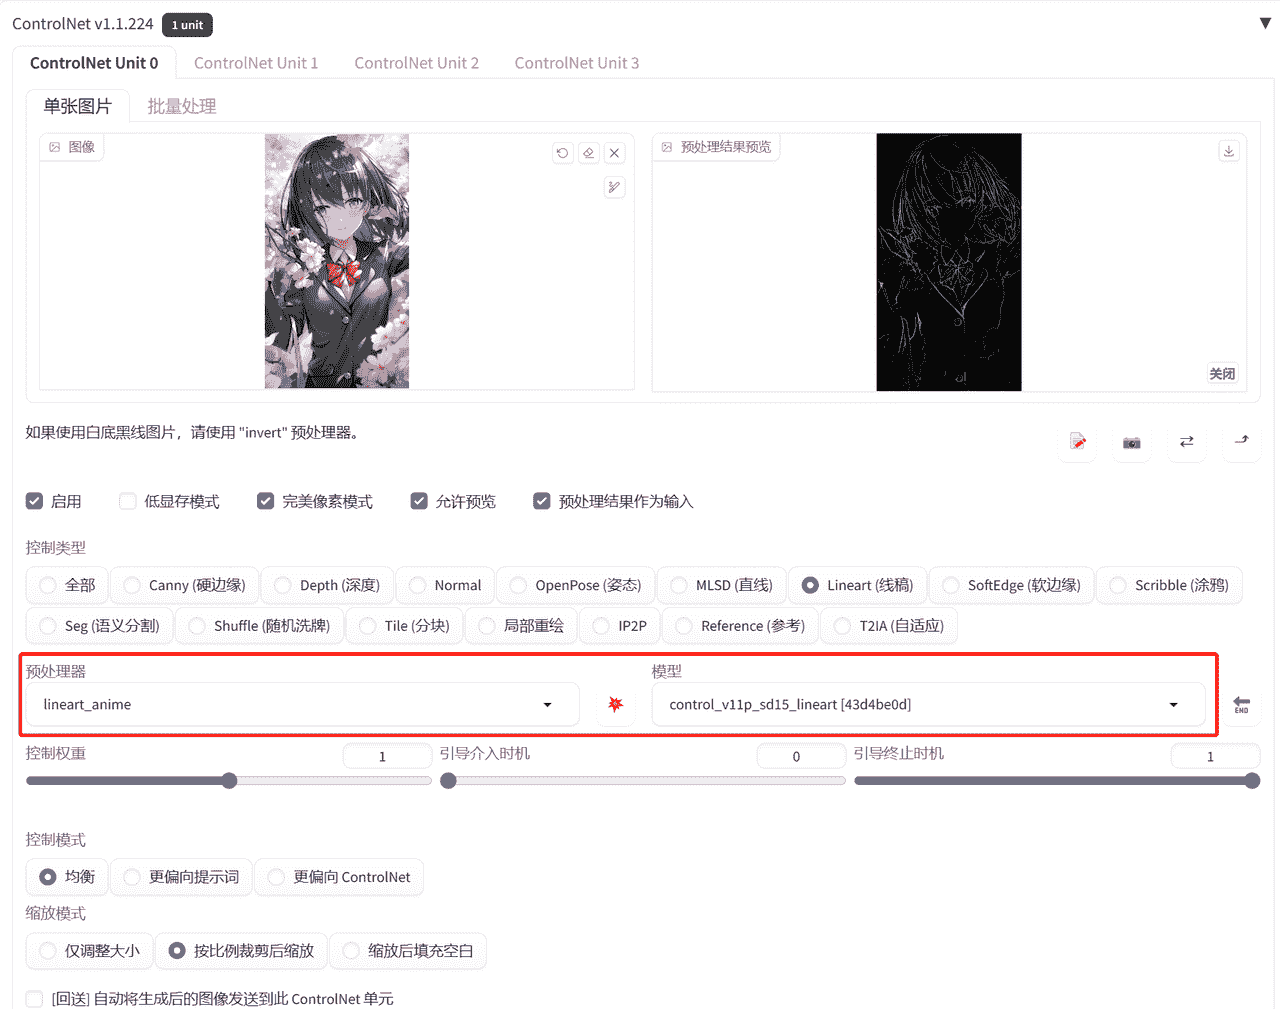 ControlNet v1.1.224 1 unit ▼
ControlNet Unit 0 ControlNet Unit 1 ControlNet Unit 2 ControlNet Unit 3
单张图片 批量处理
图像 预处理结果预览
关闭
如果使用白底黑线图片，请使用 "invert" 预处理器。
启用 低显存模式 完美像素模式 允许预览 预处理结果作为输入
控制类型
全部 Canny (硬边缘) Depth (深度) Normal OpenPose (姿态) MLSD (直线) Lineart (线稿) SoftEdge (软边缘) Scribble (涂鸦)
Seg (语义分割) Shuffle (随机洗牌) Tile (分块) 局部重绘 IP2P Reference (参考) T2IA (自适应)
预处理器 模型
lineart_anime control_v11p_sd15_lineart [43d4be0d] END
控制权重 1 引导介入时机 0 引导终止时机 1
控制模式
均衡 更偏向提示词 更偏向 ControlNet
缩放模式
仅调整大小 按比例裁剪后缩放 缩放后填充空白
[回送] 自动将生成后的图像发送到此 ControlNet 单元